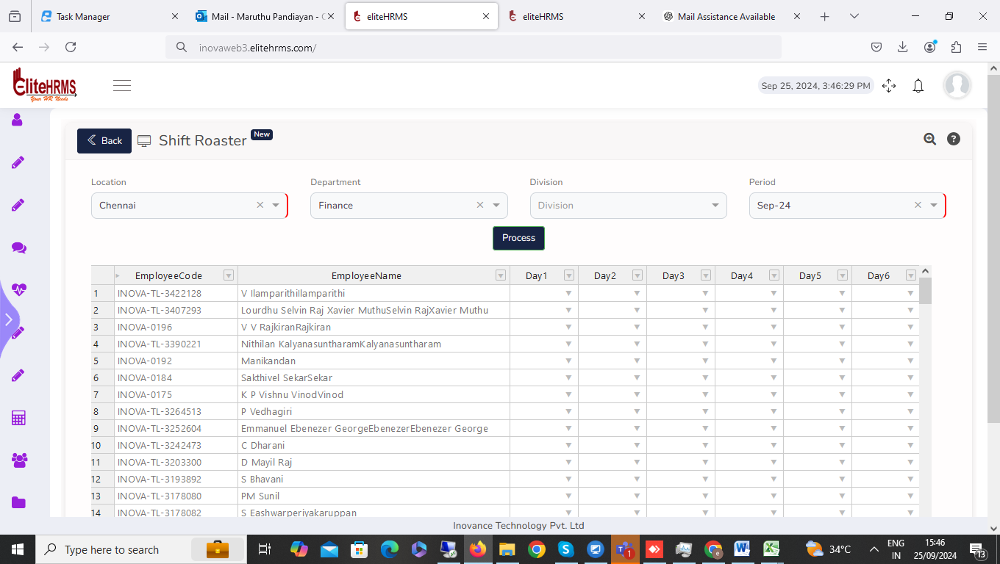 Task Manager
Mail - Maruthu Pandiayan - O
eliteHRMS
eliteHRMS
Mail Assistance Available
inovaweb3.elitehrms.com/
EliteHRMS
Your HR Needs
Sep 25, 2024, 3:46:29 PM
Back
Shift Roaster New
?
Location Department Division Period
Chennai Finance Division Sep-24
Process
EmployeeCode EmployeeName Day1 Day2 Day3 Day4 Day5 Day6
1 INOVA-TL-3422128 V IlamparithiIlamparithi
2 INOVA-TL-3407293 Lourdhu Selvin Raj Xavier MuthuSelvin RajXavier Muthu
3 INOVA-0196 V V RajkiranRajkiran
4 INOVA-TL-3390221 Nithilan KalyanasuntharamKalyanasuntharam
5 INOVA-0192 Manikandan
6 INOVA-0184 Sakthivel SekarSekar
7 INOVA-0175 K P Vishnu VinodVinod
8 INOVA-TL-3264513 P Vedhagiri
9 INOVA-TL-3252604 Emmanuel Ebenezer GeorgeEbenezerEbenezer George
10 INOVA-TL-3242473 C Dharani
11 INOVA-TL-3203300 D Mayil Raj
12 INOVA-TL-3193892 S Bhavani
13 INOVA-TL-3178080 PM Sunil
14 INOVA-TL-3178082 S Eashwarperiyakaruppan
Inovance Technology Pvt. Ltd
Type here to search
1
34°C
ENG
IN
15:46
25/09/2024
13